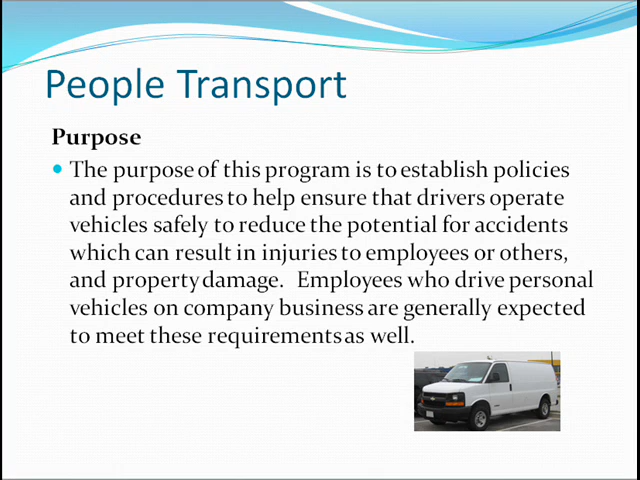 People Transport
Purpose
The purpose of this program is to establish policies
and procedures to help ensure that drivers operate
vehicles safely to reduce the potential for accidents
which can result in injuries to employees or others,
and property damage. Employees who drive personal
vehicles on company business are generally expected
to meet these requirements as well.